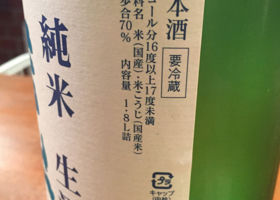 本酒
要冷蔵
コール分16度以上17度未満
料名 米(国産)・米こうじ(国産米)
歩合70% 内容量 1.8L詰
純米 生
キャップ